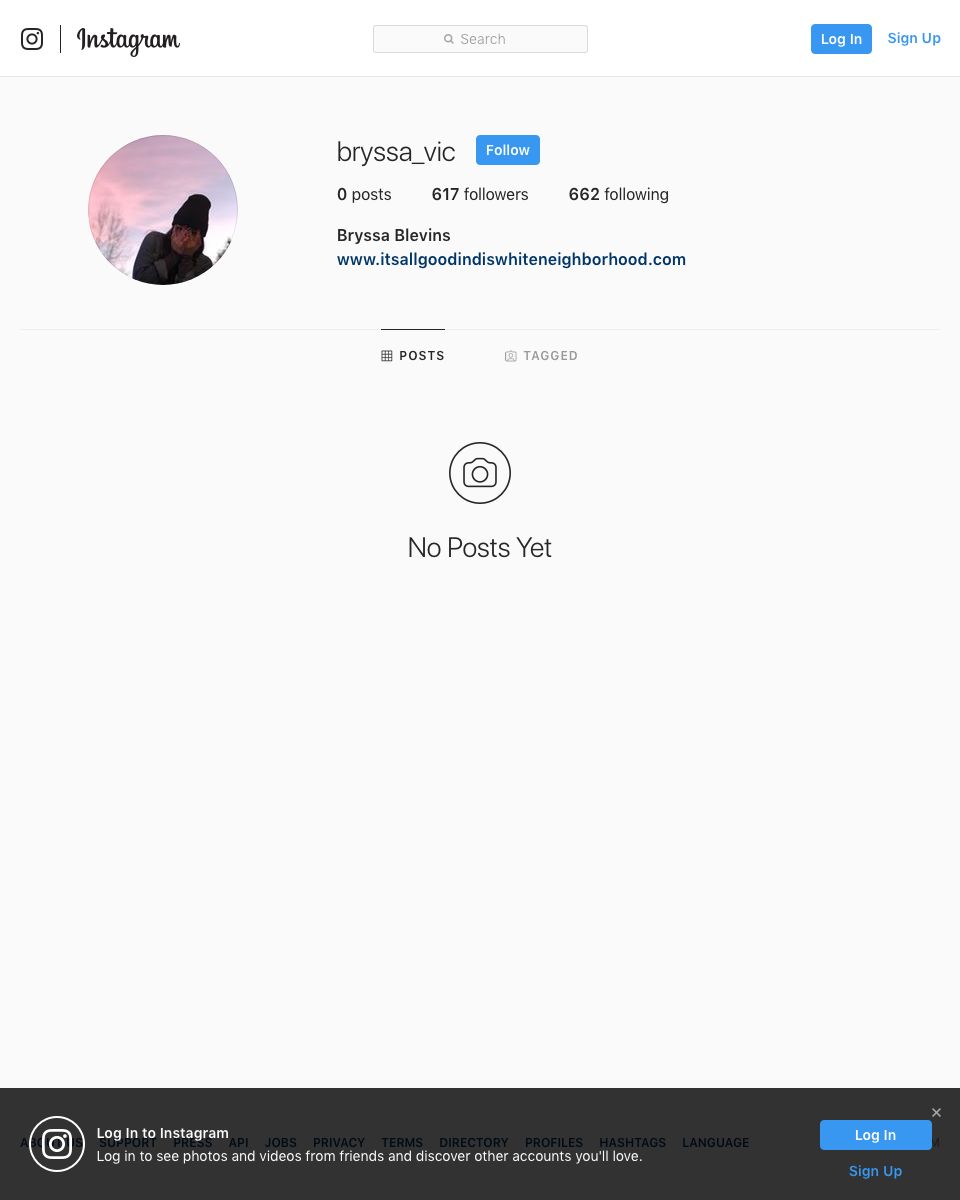 Instagram
Search
Log In
Sign Up
bryssa_vic
Follow
0 posts 617 followers 662 following
Bryssa Blevins
www.itsallgoodindiswhiteneighborhood.com
POSTS
TAGGED
No Posts Yet
SUPPORT PRESS API JOBS PRIVACY TERMS DIRECTORY PROFILES HASHTAGS LANGUAGE
Log In to Instagram
Log in to see photos and videos from friends and discover other accounts you'll love.
Log In
Sign Up